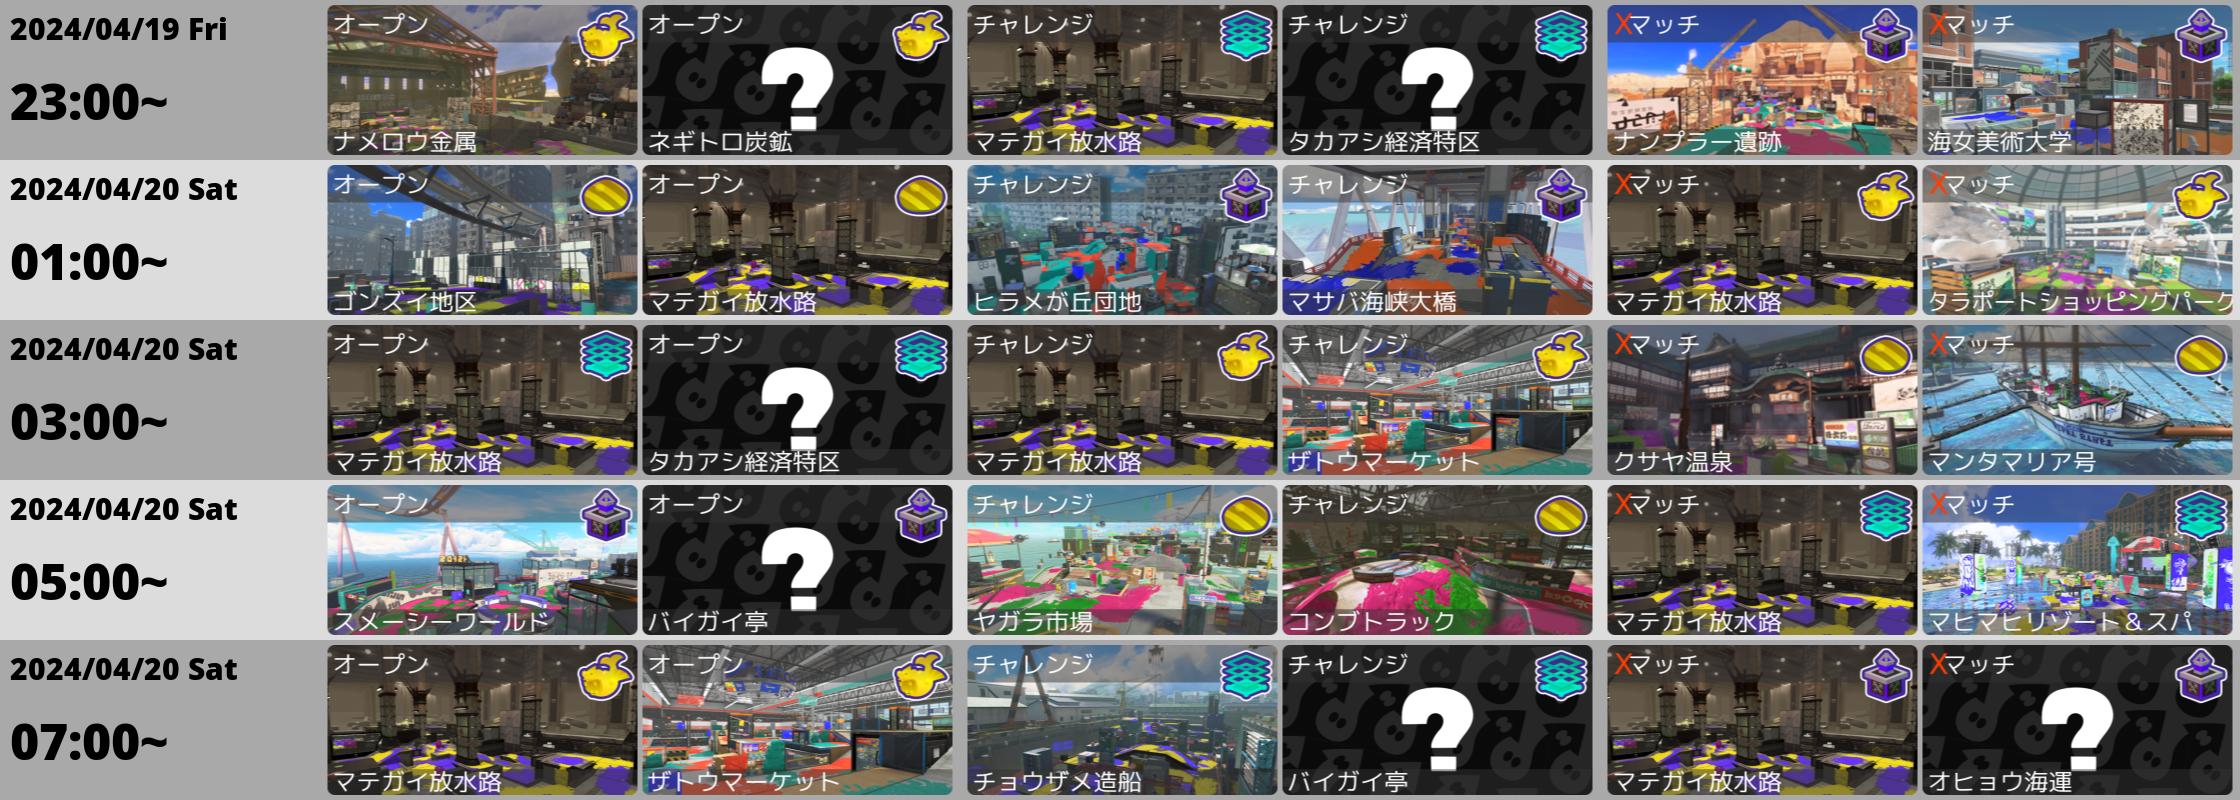 2024/04/19 Fri
23:00~
オープン
ナメロウ金属
オープン
ネギトロ炭鉱
チャレンジ
マテガイ放水路
チャレンジ
タカアシ経済特区
Xマッチ
ナンプラー遺跡
Xマッチ
海女美術大学
2024/04/20 Sat
01:00~
オープン
ゴンズイ地区
オープン
マテガイ放水路
チャレンジ
ヒラメが丘団地
チャレンジ
マサバ海峡大橋
Xマッチ
マテガイ放水路
Xマッチ
タラポートショッピングパーク
2024/04/20 Sat
03:00~
オープン
マテガイ放水路
オープン
タカアシ経済特区
チャレンジ
マテガイ放水路
チャレンジ
ザトウマーケット
Xマッチ
クサヤ温泉
Xマッチ
マンタマリア号
2024/04/20 Sat
05:00~
オープン
スメーシーワールド
オープン
バイガイ亭
チャレンジ
ヤガラ市場
チャレンジ
コンブトラック
Xマッチ
マテガイ放水路
Xマッチ
マヒマヒリゾート&スパ
2024/04/20 Sat
07:00~
オープン
マテガイ放水路
オープン
ザトウマーケット
チャレンジ
チョウザメ造船
チャレンジ
バイガイ亭
Xマッチ
マテガイ放水路
Xマッチ
オヒョウ海運